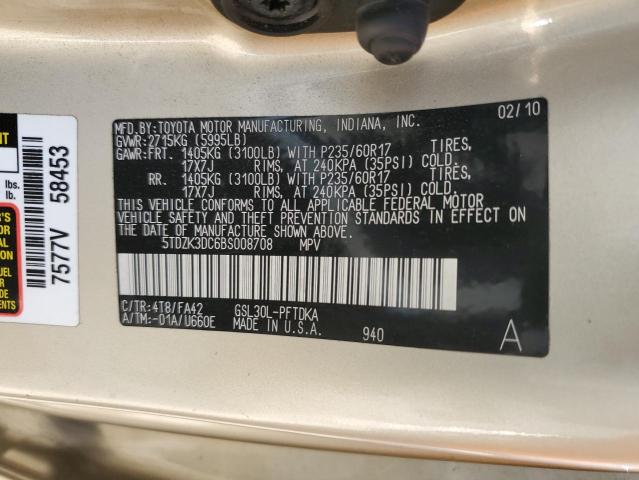 02/10
MFD.BY:TOYOTA MOTOR MANUFACTURING, INDIANA, INC.
GVWR:2715KG (5995LB)
GAWR:FRT. 1405KG (3100LB) WITH P235/60R17 TIRES,
17X7J RIMS, AT 240KPA (35PSI) COLD.
RR. 1405KG (3100LB) WITH P235/60R17 TIRES,
17X7J RIMS, AT 240KPA (35PSI) COLD.
THIS VEHICLE CONFORMS TO ALL APPLICABLE FEDERAL MOTOR
VEHICLE SAFETY AND THEFT PREVENTION STANDARDS IN EFFECT ON
THE DATE OF MANUFACTURE SHOWN ABOVE.
5TDZK3DC6BS008708 MPV
C/TR:4T8/FA42 GSL30L-PFTDKA
A/TM:-01A/U660E MADE IN U.S.A. 940
A
7577V 58453
lbs.
kg